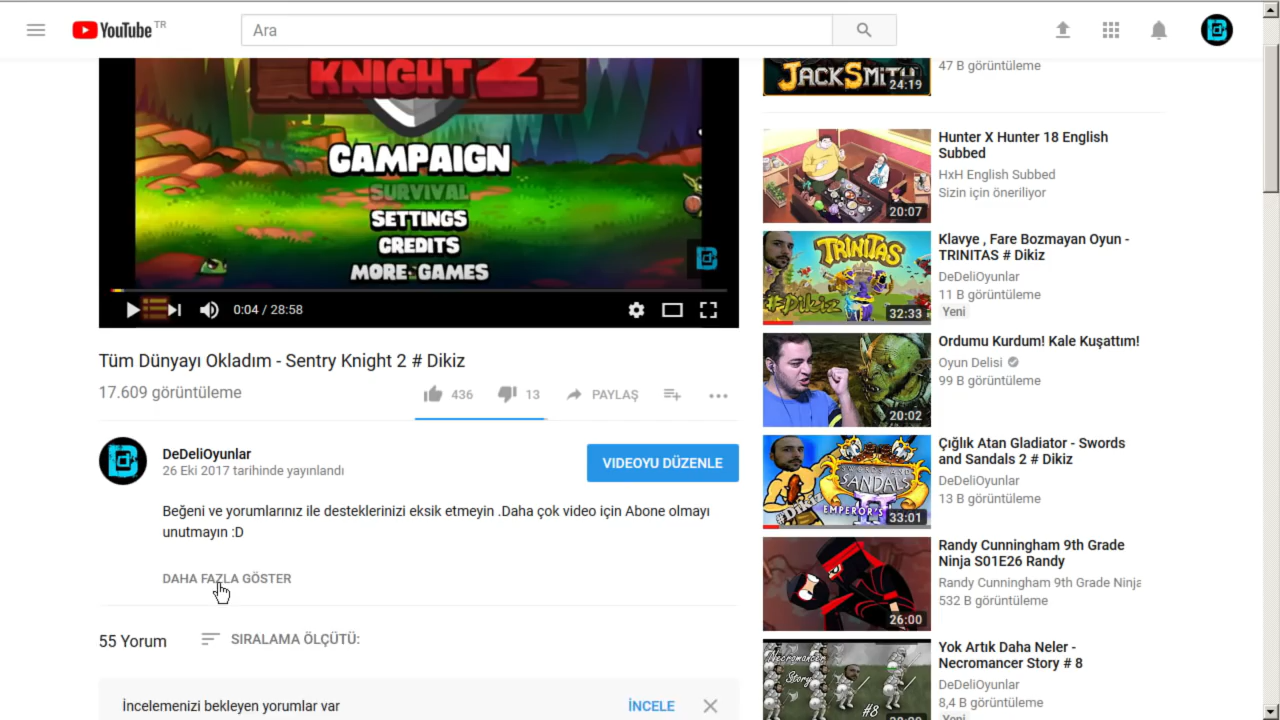 YouTube TR
Ara
KNIGHT 2
CAMPAIGN
SURVIVAL
SETTINGS
CREDITS
MORE GAMES
0:04 / 28:58
Tüm Dünyayı Okladım - Sentry Knight 2 # Dikiz
17.609 görüntüleme
436
13
PAYLAŞ
DeDeliOyunlar
26 Eki 2017 tarihinde yayınlandı
VIDEOYU DÜZENLE
Beğeni ve yorumlarınız ile desteklerinizi eksik etmeyin .Daha çok video için Abone olmayı
unutmayın :D
DAHA FAZLA GÖSTER
55 Yorum
SIRALAMA ÖLÇÜTÜ:
İncelemenizi bekleyen yorumlar var
İNCELE
JACKSMITH
24:19
47 B görüntüleme
20:07
Hunter X Hunter 18 English
Subbed
HxH English Subbed
Sizin için öneriliyor
TRINITAS
#Dikiz
32:33
Klavye , Fare Bozmayan Oyun -
TRINITAS # Dikiz
DeDeliOyunlar
11 B görüntüleme
Yeni
20:02
Ordumu Kurdum! Kale Kuşattım!
Oyun Delisi
99 B görüntüleme
SWORDS AND
SANDALS
EMPEROR'S
#Dikiz
33:01
Çığlık Atan Gladiator - Swords
and Sandals 2 # Dikiz
DeDeliOyunlar
13 B görüntüleme
26:00
Randy Cunningham 9th Grade
Ninja S01E26 Randy
Randy Cunningham 9th Grade Ninja
532 B görüntüleme
Necromancer
Story
#8
Yok Artık Daha Neler -
Necromancer Story # 8
DeDeliOyunlar
8,4 B görüntüleme
Yeni